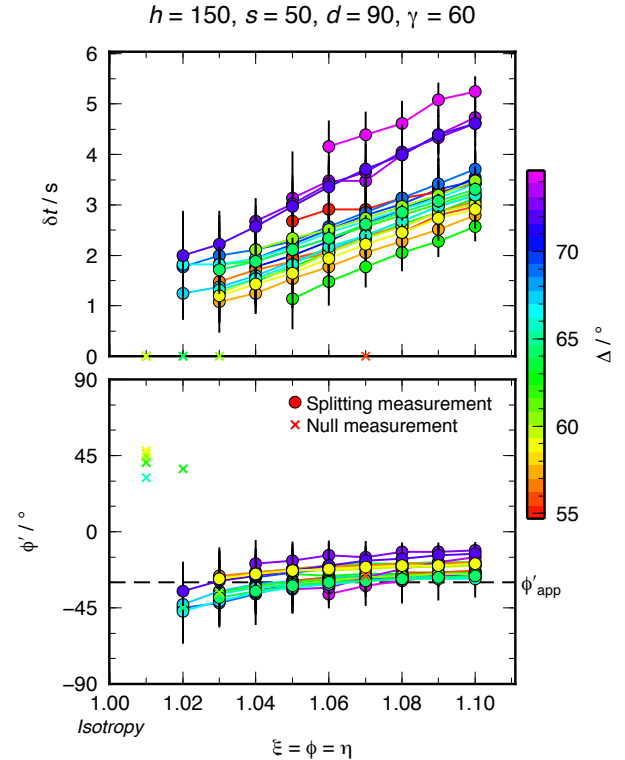 h = 150, s = 50, d = 90, γ = 60
6
5
4
3
2
1
0
δt / s
90
45
0
−45
−90
ϕ′ / °
Splitting measurement
Null measurement
ϕ′app
1.00
1.02
1.04
1.06
1.08
1.10
Isotropy
ξ = ϕ = η
70
65
60
55
Δ / °